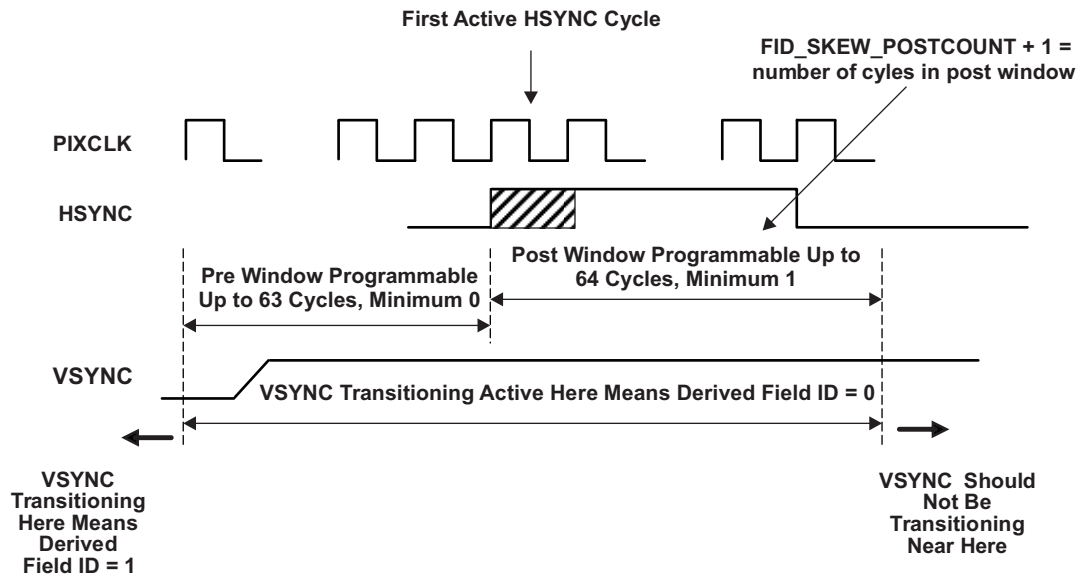 First Active HSYNC Cycle
FID_SKEW_POSTCOUNT + 1 =
number of cyles in post window
PIXCLK
HSYNC
Pre Window Programmable
Up to 63 Cycles, Minimum 0
Post Window Programmable Up to
64 Cycles, Minimum 1
VSYNC
VSYNC Transitioning Active Here Means Derived Field ID = 0
VSYNC
Transitioning
Here Means
Derived
Field ID = 1
VSYNC Should
Not Be
Transitioning
Near Here